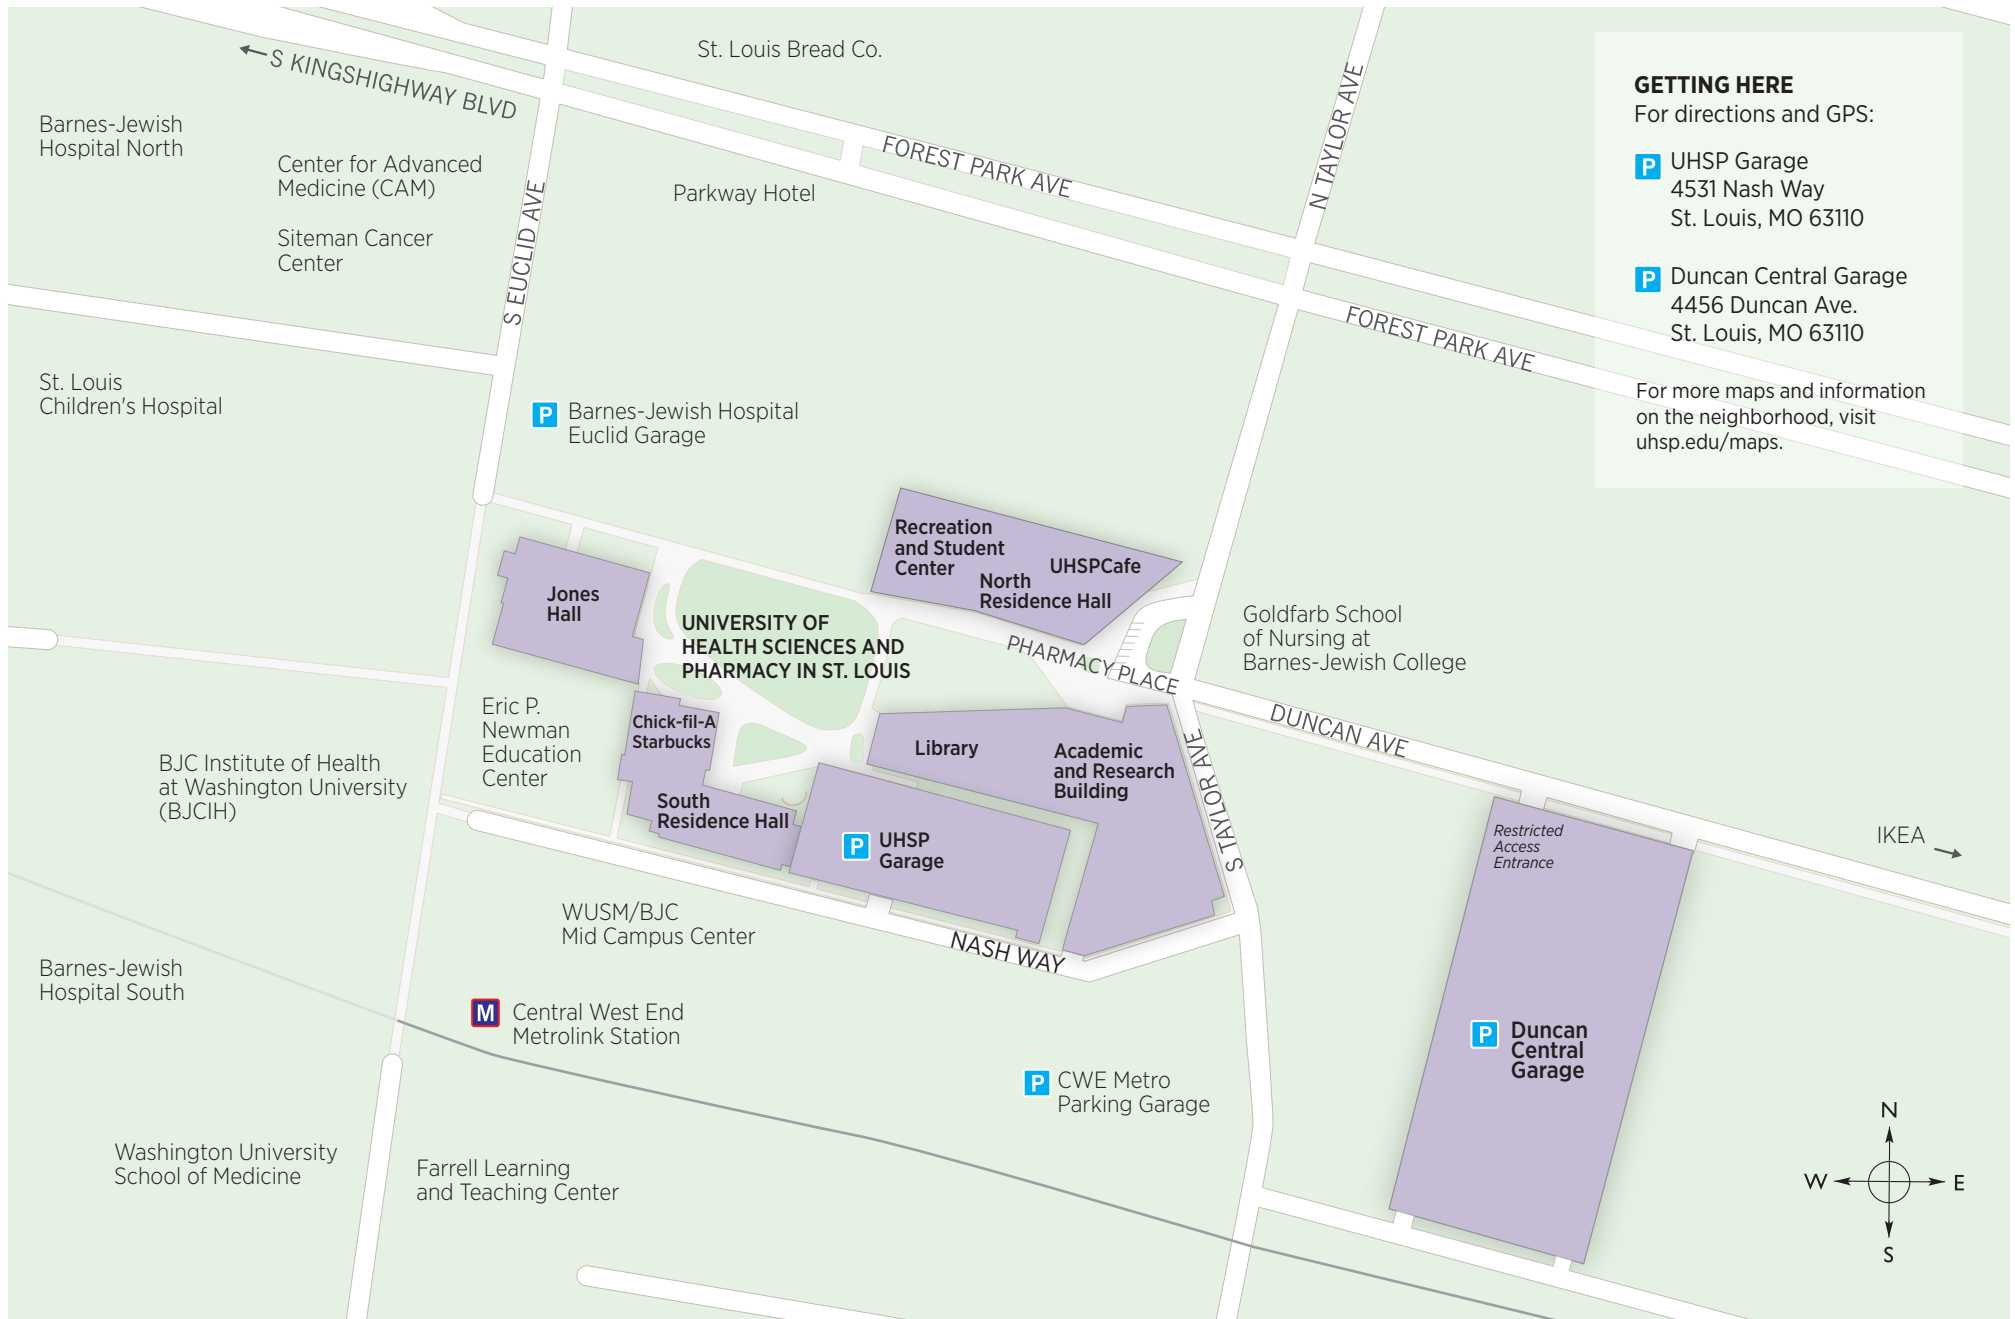 St. Louis Bread Co.
S KINGSHIGHWAY BLVD
Barnes-Jewish
Hospital North
Center for Advanced
Medicine (CAM)
Siteman Cancer
Center
S EUCLID AVE
Parkway Hotel
FOREST PARK AVE
N TAYLOR AVE
FOREST PARK AVE
GETTING HERE
For directions and GPS:
P UHSP Garage
4531 Nash Way
St. Louis, MO 63110
P Duncan Central Garage
4456 Duncan Ave.
St. Louis, MO 63110
For more maps and information
on the neighborhood, visit
uhsp.edu/maps.
St. Louis
Children's Hospital
P Barnes-Jewish Hospital
Euclid Garage
Recreation
and Student
Center
UHSPCafe
North
Residence Hall
Jones
Hall
UNIVERSITY OF
HEALTH SCIENCES AND
PHARMACY IN ST. LOUIS
PHARMACY PLACE
Goldfarb School
of Nursing at
Barnes-Jewish College
DUNCAN AVE
Eric P.
Newman
Education
Center
Chick-fil-A
Starbucks
Library
Academic
and Research
Building
S TAYLOR AVE
BJC Institute of Health
at Washington University
(BJCIH)
South
Residence Hall
P UHSP
Garage
Restricted
Access
Entrance
IKEA
WUSM/BJC
Mid Campus Center
NASH WAY
Barnes-Jewish
Hospital South
M Central West End
Metrolink Station
P Duncan
Central
Garage
P CWE Metro
Parking Garage
Washington University
School of Medicine
Farrell Learning
and Teaching Center
N
W E
S